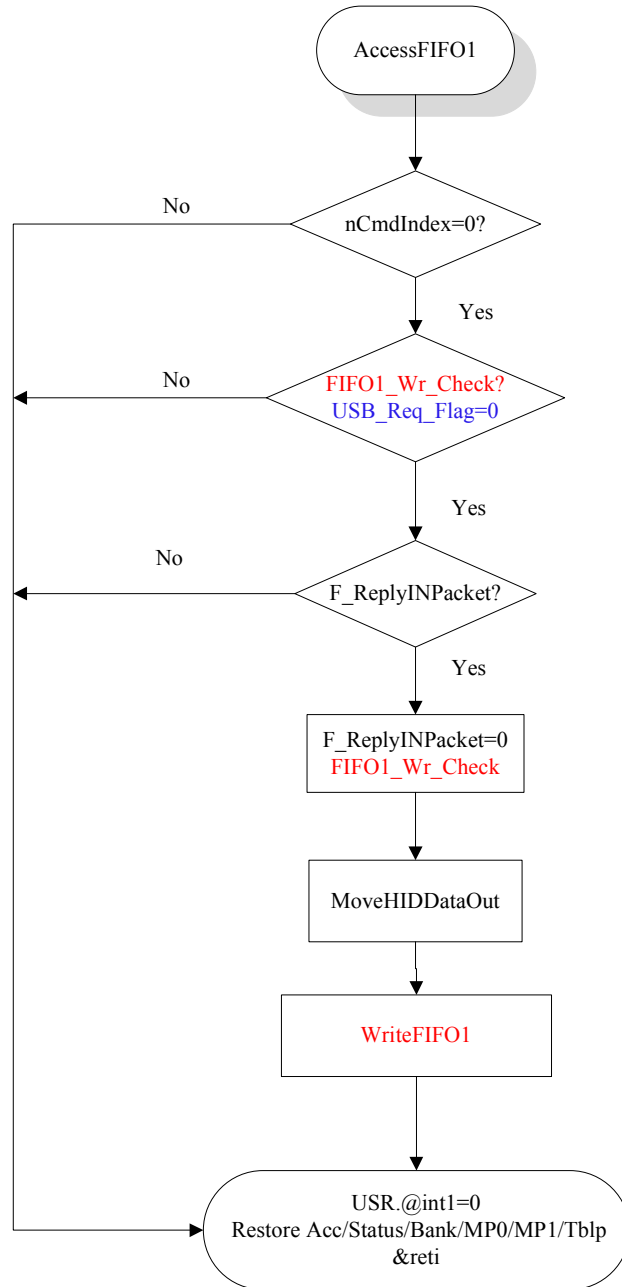 AccessFIFO1
No
nCmdIndex=0?
Yes
No
FIFO1_Wr_Check?
USB_Req_Flag=0
Yes
No
F_ReplyINPacket?
Yes
F_ReplyINPacket=0
FIFO1_Wr_Check
MoveHIDDataOut
WriteFIFO1
USR.@int1=0
Restore Acc/Status/Bank/MP0/MP1/Tblp
&reti